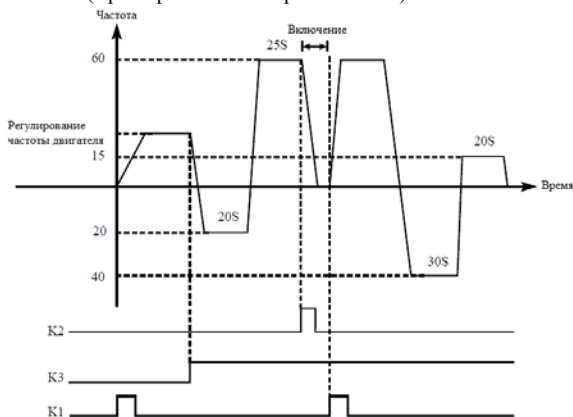 Частота
25S
Включение
60
Регулирование
частоты двигателя
15
20S
Время
20
20S
40
30S
K2
K3
K1